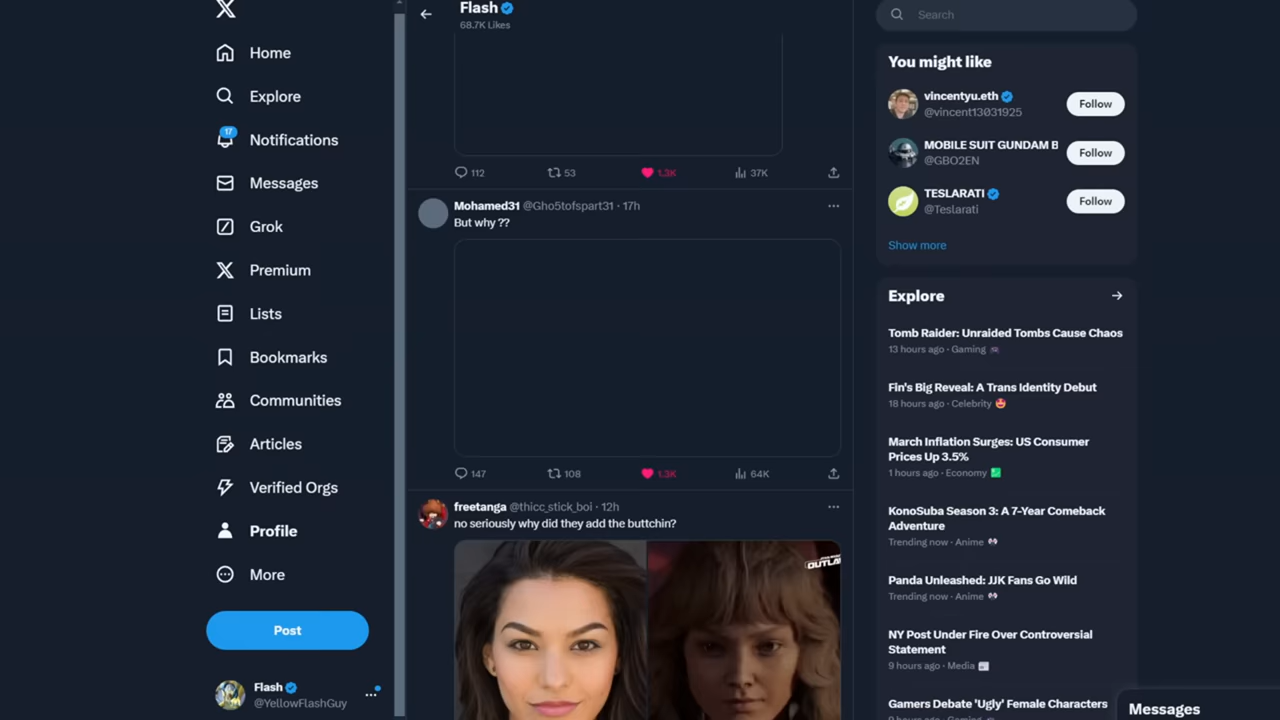 Home
Explore
17
Notifications
Messages
Grok
Premium
Lists
Bookmarks
Communities
Articles
Verified Orgs
Profile
More
Post
Flash
@YellowFlashGuy
Flash
68.7K Likes
112
53
1.3K
37K
Mohamed31 @Gho5tofspart31 · 17h
But why ??
147
108
1.3K
64K
freetanga @thicc_stick_boi · 12h
no seriously why did they add the buttchin?
Search
You might like
vincentyu.eth
@vincent13031925
Follow
MOBILE SUIT GUNDAM B
@GBO2EN
Follow
TESLARATI
@Teslarati
Follow
Show more
Explore
Tomb Raider: Unraided Tombs Cause Chaos
13 hours ago · Gaming
Fin's Big Reveal: A Trans Identity Debut
18 hours ago · Celebrity
March Inflation Surges: US Consumer
Prices Up 3.5%
1 hours ago · Economy
KonoSuba Season 3: A 7-Year Comeback
Adventure
Trending now · Anime
Panda Unleashed: JJK Fans Go Wild
Trending now · Anime
NY Post Under Fire Over Controversial
Statement
9 hours ago · Media
Gamers Debate 'Ugly' Female Characters
Messages